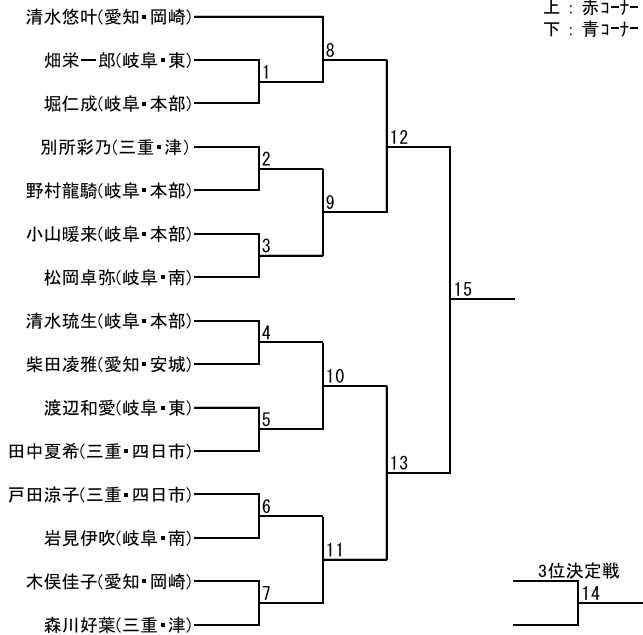 上 : 赤ｺｰﾅｰ
下 : 青ｺｰﾅｰ
清水悠叶(愛知・岡崎)
8
畑栄一郎(岐阜・東)
1
堀仁成(岐阜・本部)
12
別所彩乃(三重・津)
2
野村龍騎(岐阜・本部)
9
小山暖来(岐阜・本部)
3
松岡卓弥(岐阜・南)
15
清水琉生(岐阜・本部)
4
柴田凌雅(愛知・安城)
10
渡辺和愛(岐阜・東)
5
田中夏希(三重・四日市)
13
戸田涼子(三重・四日市)
6
岩見伊吹(岐阜・南)
11
木俣佳子(愛知・岡崎)
7
森川好葉(三重・津)
3位決定戦
14